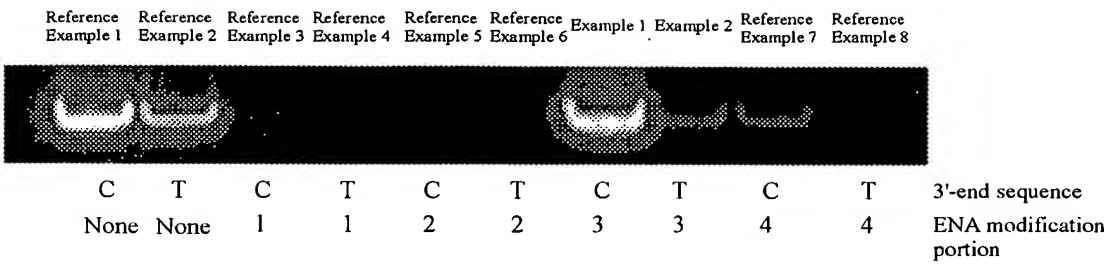 Reference Example 1 Reference Example 2 Reference Example 3 Reference Example 4 Reference Example 5 Reference Example 6 Example 1 Example 2 Reference Example 7 Reference Example 8
C T C T C T C T C T 3'-end sequence
None None 1 1 2 2 3 3 4 4 ENA modification
portion